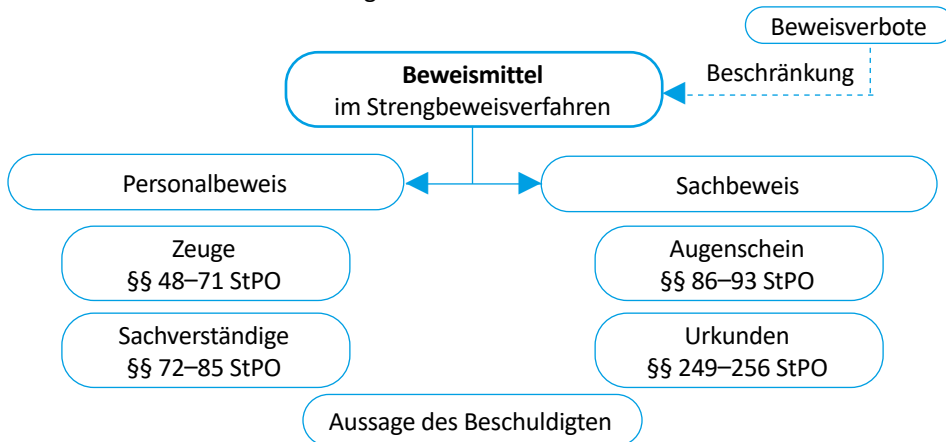 Beweisverbote
Beweismittel
im Strengbeweisverfahren
Beschränkung
Personalbeweis
Sachbeweis
Zeuge
§§ 48–71 StPO
Augenschein
§§ 86–93 StPO
Sachverständige
§§ 72–85 StPO
Urkunden
§§ 249–256 StPO
Aussage des Beschuldigten